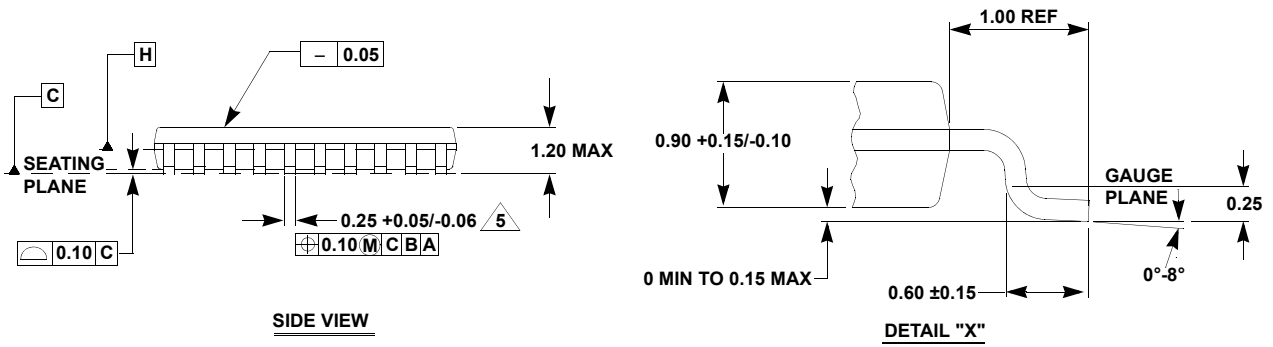 H
– 0.05
C
1.20 MAX
SEATING
PLANE
0.25 +0.05/-0.06 5
⌖ 0.10 Ⓜ C B A
⌓ 0.10 C
SIDE VIEW
1.00 REF
0.90 +0.15/-0.10
GAUGE
PLANE
0.25
0 MIN TO 0.15 MAX
0°-8°
0.60 ±0.15
DETAIL "X"